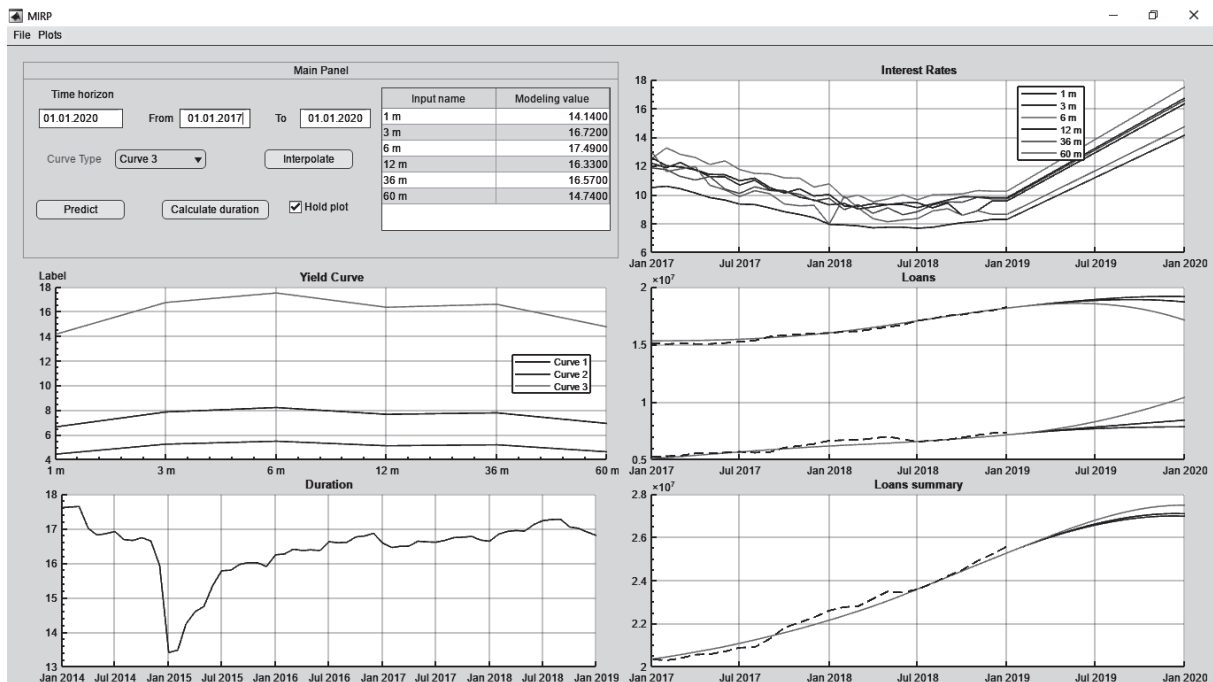 MIRP
File Plots
Main Panel
Time horizon
01.01.2020 From 01.01.2017 To 01.01.2020
Curve Type Curve 3 Interpolate
Predict Calculate duration Hold plot
Input name Modeling value
1 m 14.1400
3 m 16.7200
6 m 17.4900
12 m 16.3300
36 m 16.5700
60 m 14.7400
Interest Rates
18
16
14
12
10
8
6
1 m
3 m
6 m
12 m
36 m
60 m
Jan 2017 Jul 2017 Jan 2018 Jul 2018 Jan 2019 Jul 2019 Jan 2020
Label
Yield Curve
18
16
14
12
10
8
6
4
Curve 1
Curve 2
Curve 3
1 m 3 m 6 m 12 m 36 m 60 m
Loans
×10⁷
2
1.5
1
0.5
Jan 2017 Jul 2017 Jan 2018 Jul 2018 Jan 2019 Jul 2019 Jan 2020
Duration
18
17
16
15
14
13
Jan 2014 Jul 2014 Jan 2015 Jul 2015 Jan 2016 Jul 2016 Jan 2017 Jul 2017 Jan 2018 Jul 2018 Jan 2019
Loans summary
×10⁷
2.8
2.6
2.4
2.2
2
Jan 2017 Jul 2017 Jan 2018 Jul 2018 Jan 2019 Jul 2019 Jan 2020